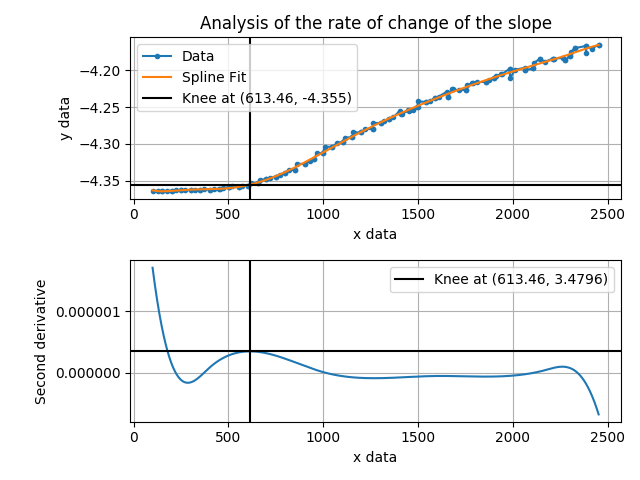 Analysis of the rate of change of the slope
Data
Spline Fit
Knee at (613.46, -4.355)
y data
−4.20
−4.25
−4.30
−4.35
0 500 1000 1500 2000 2500
x data
Knee at (613.46, 3.4796)
Second derivative
0.000001
0.000000
0 500 1000 1500 2000 2500
x data